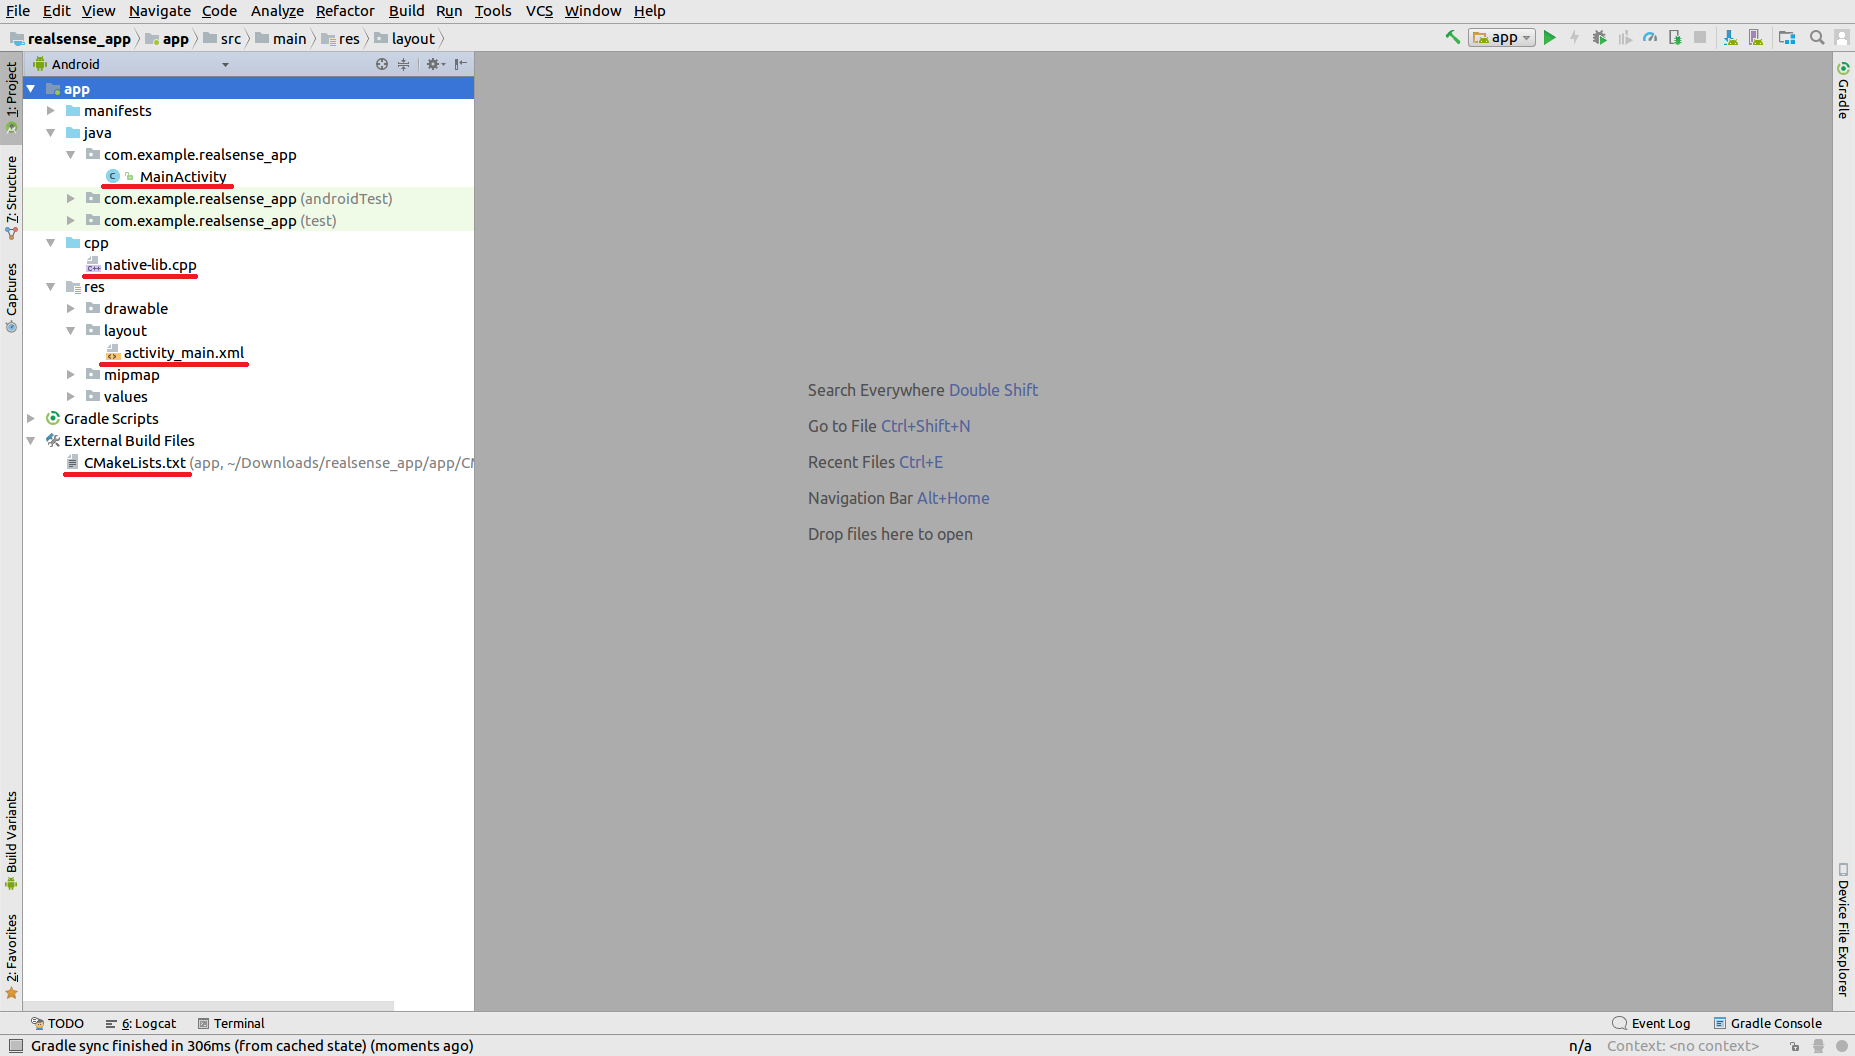 File Edit View Navigate Code Analyze Refactor Build Run Tools VCS Window Help
realsense_app app src main res layout
app
Android
1: Project
7: Structure
Captures
Build Variants
2: Favorites
app
manifests
java
com.example.realsense_app
MainActivity
com.example.realsense_app (androidTest)
com.example.realsense_app (test)
cpp
native-lib.cpp
res
drawable
layout
activity_main.xml
mipmap
values
Gradle Scripts
External Build Files
CMakeLists.txt (app, ~/Downloads/realsense_app/app/CM
Search Everywhere Double Shift
Go to File Ctrl+Shift+N
Recent Files Ctrl+E
Navigation Bar Alt+Home
Drop files here to open
Gradle
Device File Explorer
TODO 6: Logcat Terminal
Event Log Gradle Console
Gradle sync finished in 306ms (from cached state) (moments ago)
n/a Context: <no context>